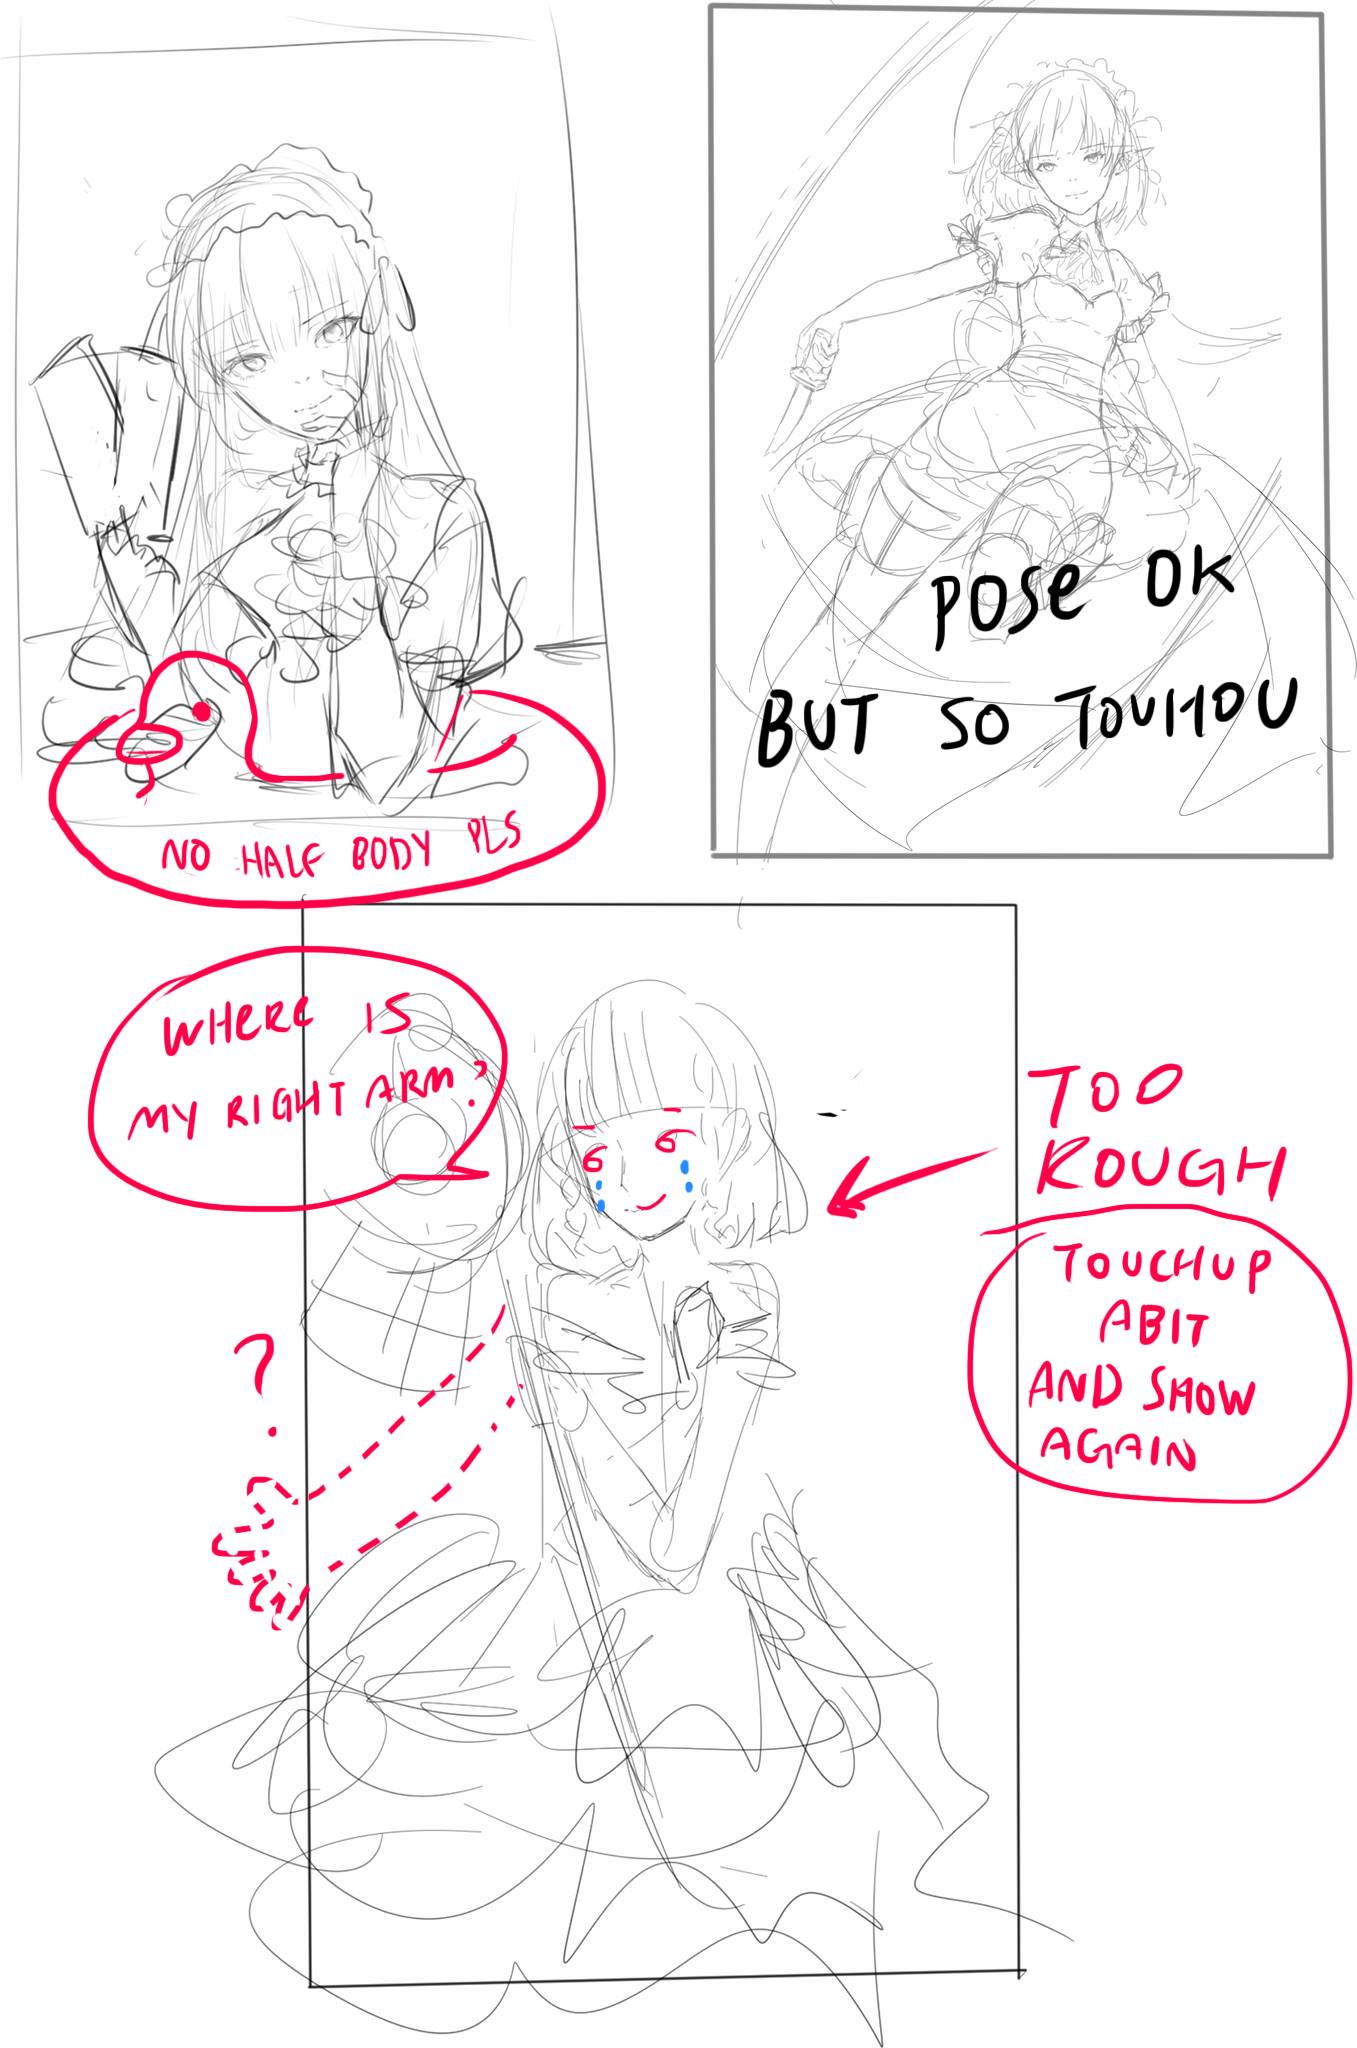 POSE OK
BUT SO TOUHOU
NO HALF BODY PLS
WHERE IS
MY RIGHT ARM?
TOO
ROUGH
TOUCHUP
ABIT
AND SHOW
AGAIN
?